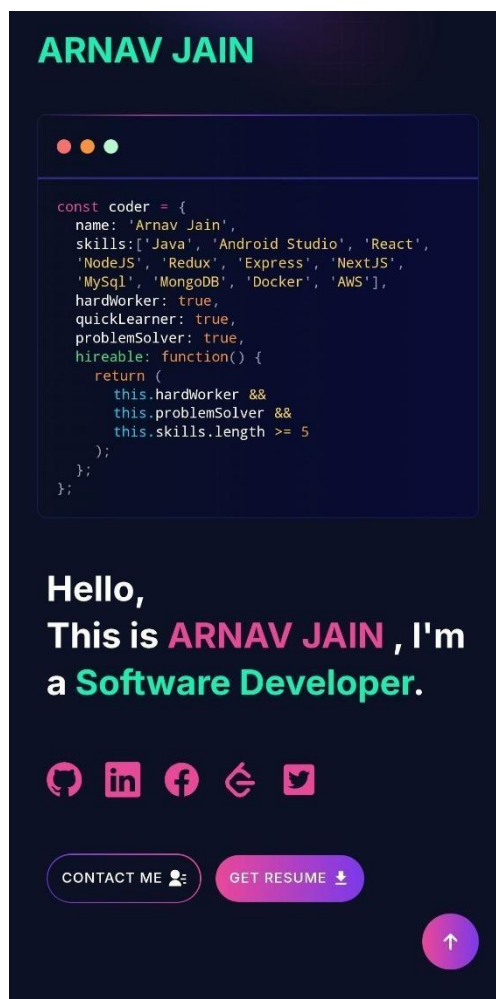 ARNAV JAIN
const coder = {
name: 'Arnav Jain',
skills:['Java', 'Android Studio', 'React',
'NodeJS', 'Redux', 'Express', 'NextJS',
'MySql', 'MongoDB', 'Docker', 'AWS'],
hardWorker: true,
quickLearner: true,
problemSolver: true,
hireable: function() {
return (
this.hardWorker &&
this.problemSolver &&
this.skills.length >= 5
);
};
};
Hello,
This is ARNAV JAIN , I'm
a Software Developer.
in
CONTACT ME
GET RESUME